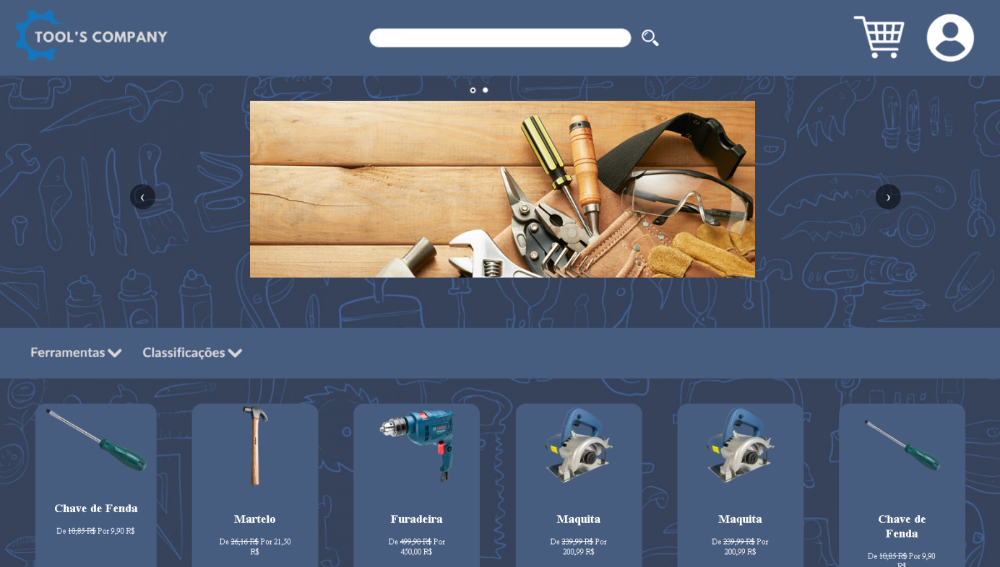 TOOL'S COMPANY
‹
›
Ferramentas
Classificações
Chave de Fenda
De 10,85 R$ Por 9,90 R$
Martelo
De 26,16 R$ Por 21,50
R$
Furadeira
De 499,90 R$ Por
450,00 R$
Maquita
De 239,99 R$ Por
200,99 R$
Maquita
De 239,99 R$ Por
200,99 R$
Chave de
Fenda
De 10,85 R$ Por 9,90
R$